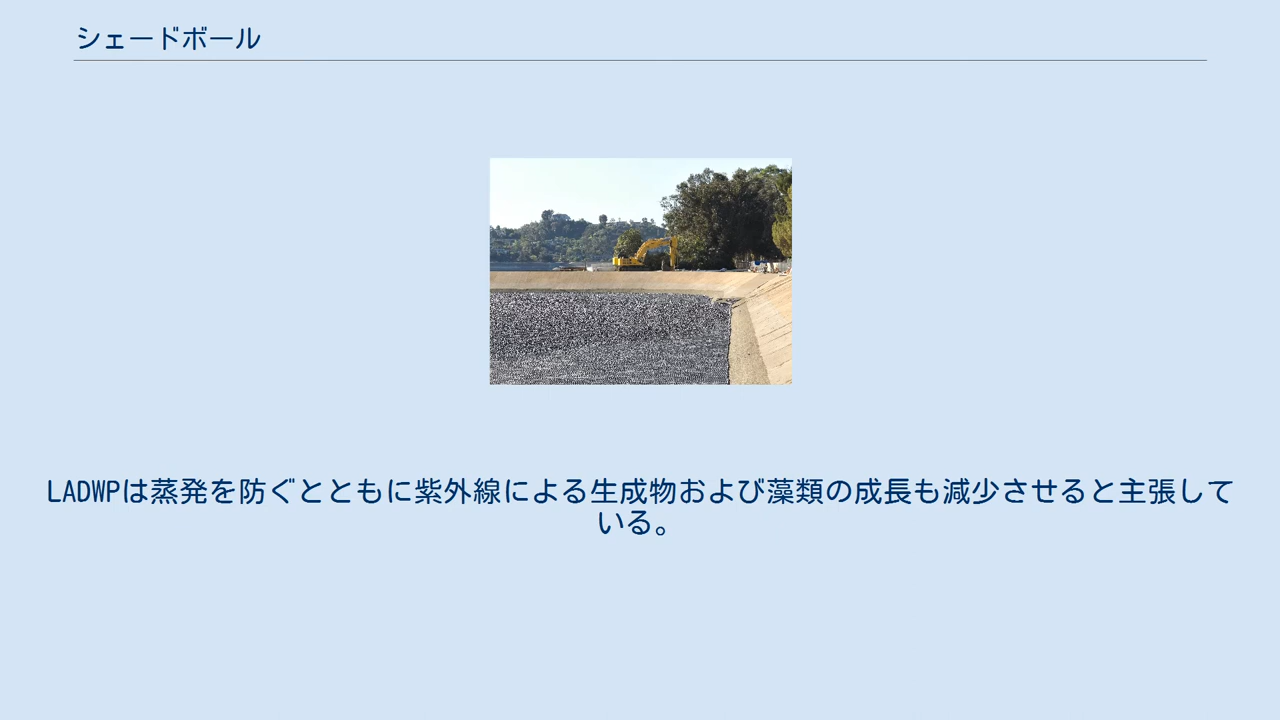 シェードボール
LADWPは蒸発を防ぐとともに紫外線による生成物および藻類の成長も減少させると主張して
いる。